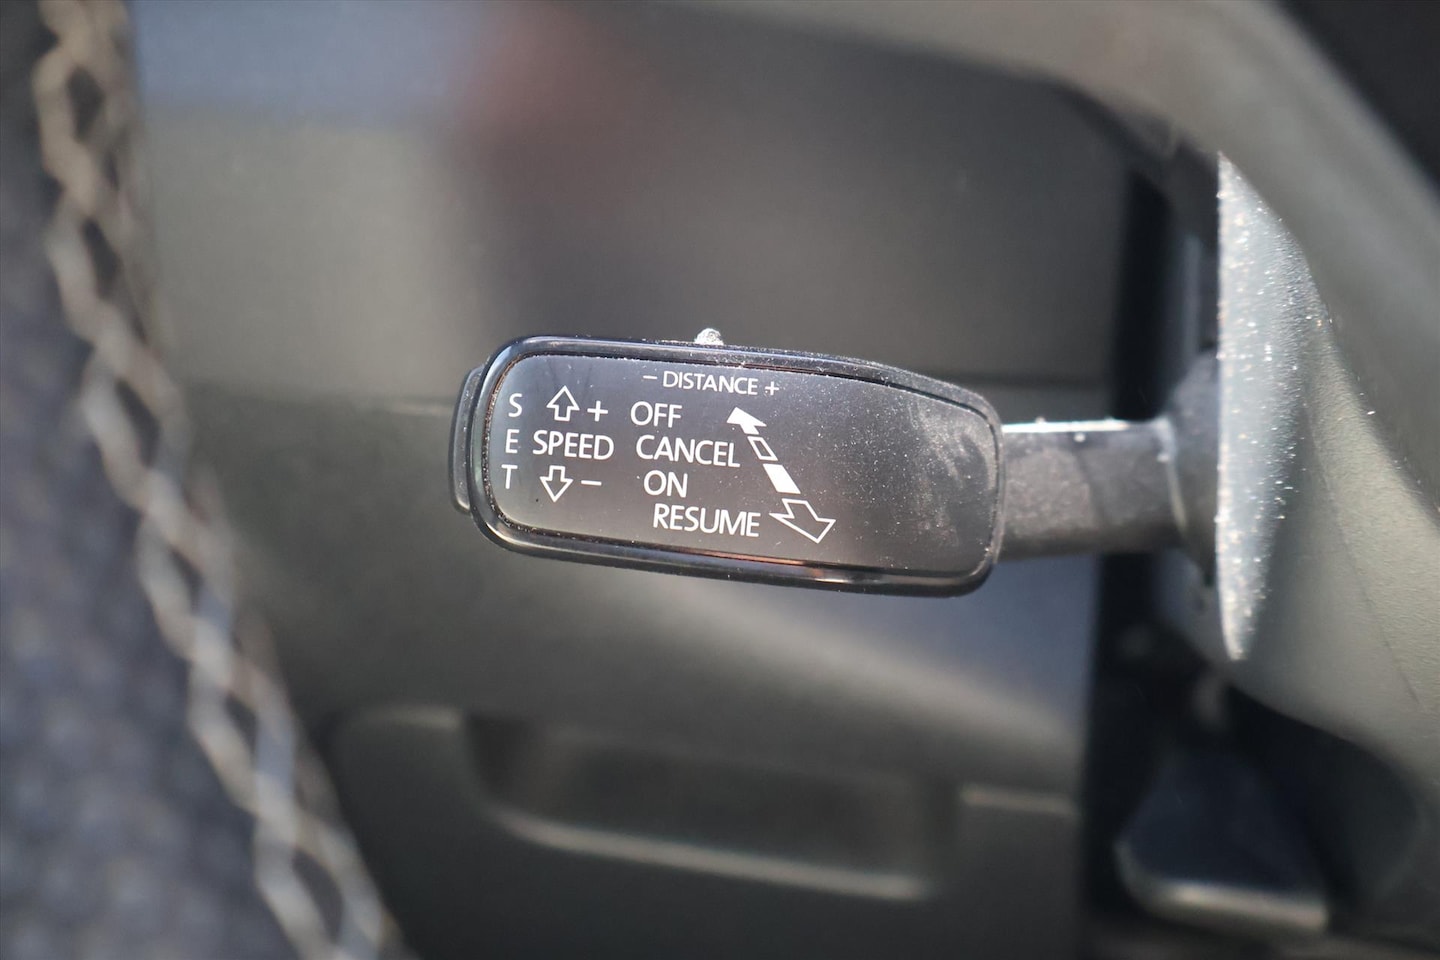 − DISTANCE +
S + OFF
E SPEED CANCEL
T − ON
RESUME